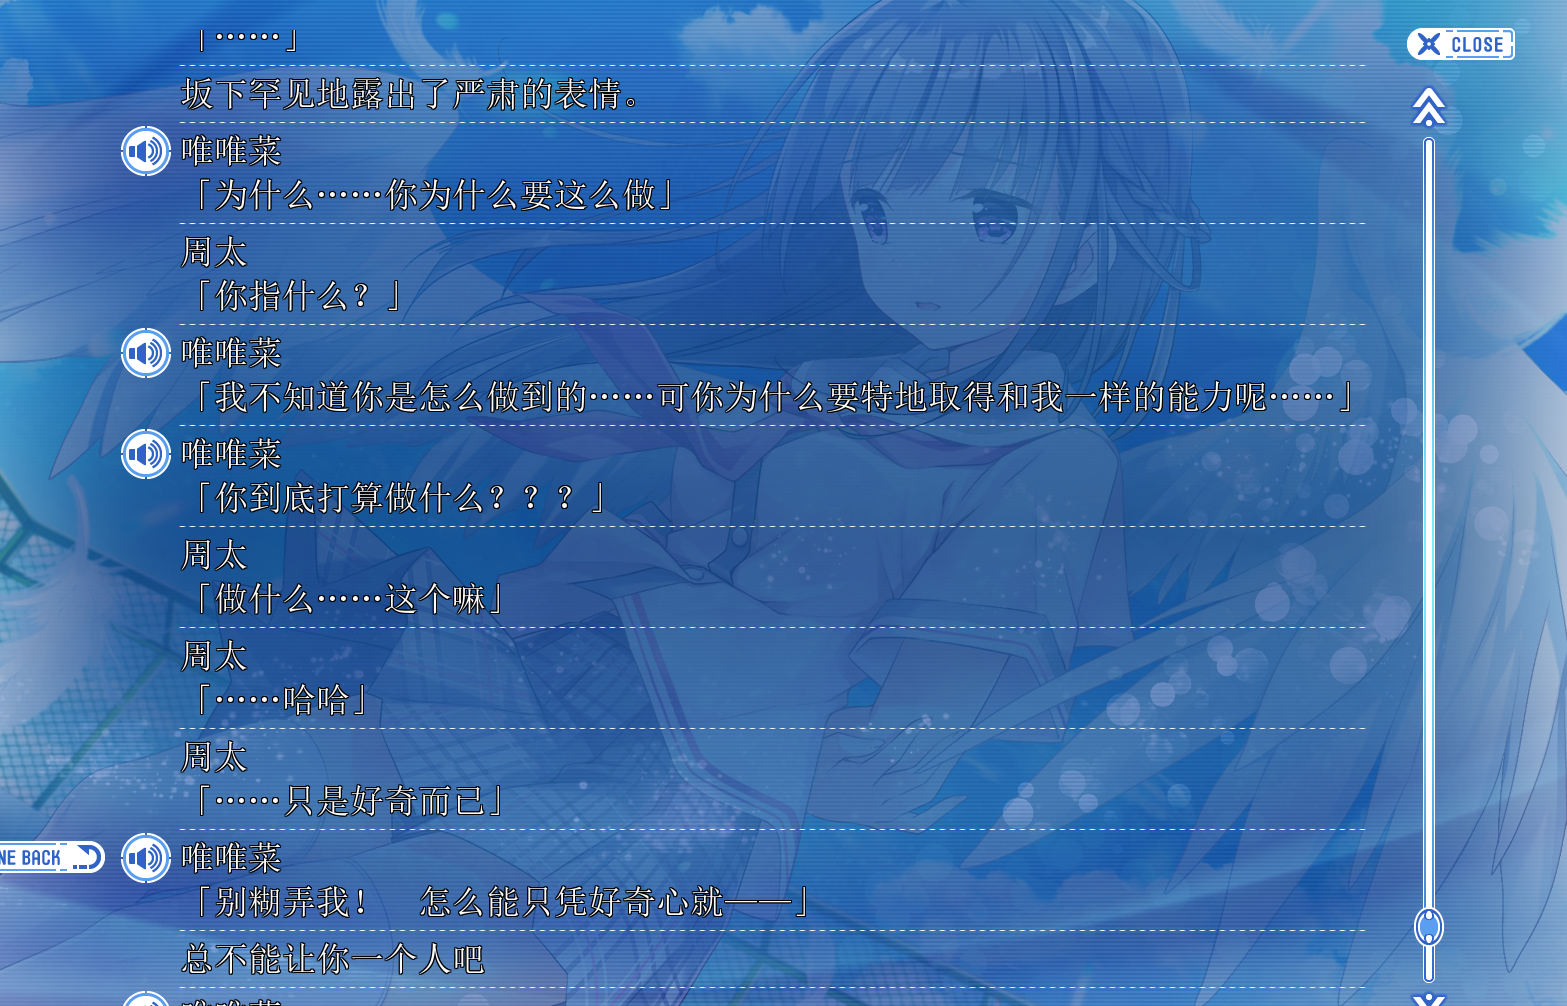 「……」
CLOSE
坂下罕见地露出了严肃的表情。
唯唯菜
「为什么……你为什么要这么做」
周太
「你指什么？」
唯唯菜
「我不知道你是怎么做到的……可你为什么要特地取得和我一样的能力呢……」
唯唯菜
「你到底打算做什么？？？」
周太
「做什么……这个嘛」
周太
「……哈哈」
周太
「……只是好奇而已」
NE BACK
唯唯菜
「别糊弄我！　怎么能只凭好奇心就——」
总不能让你一个人吧
唯唯菜